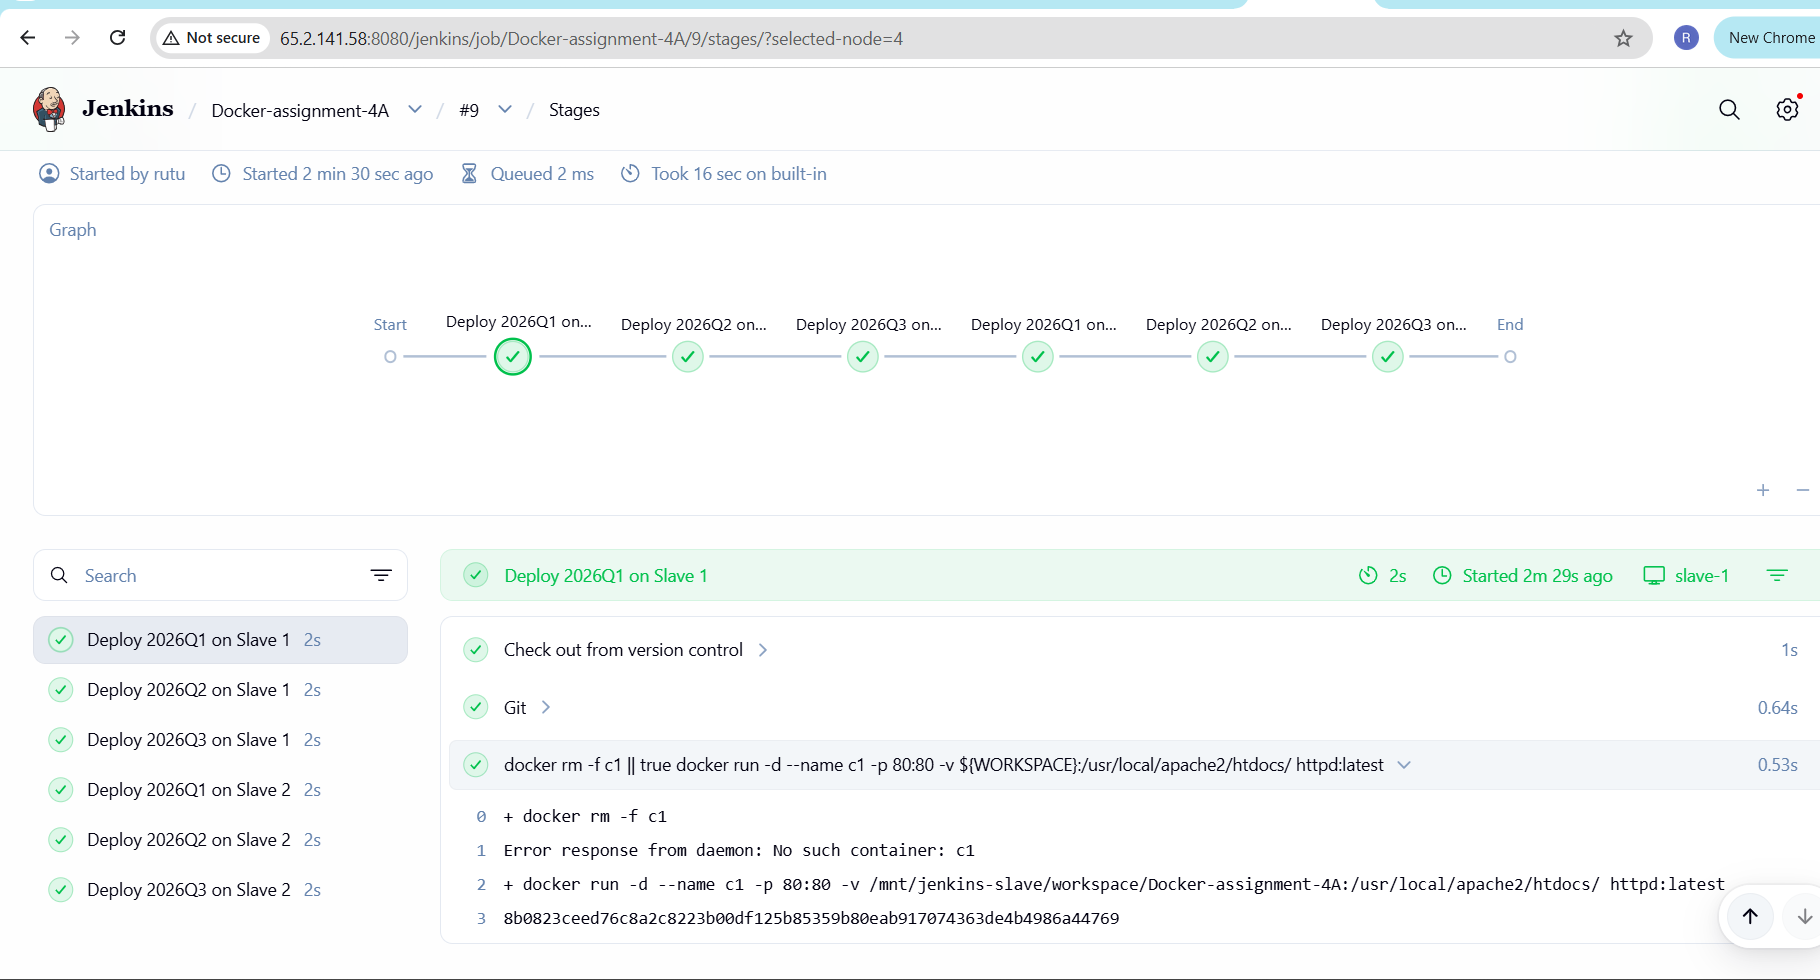 Not secure 65.2.141.58:8080/jenkins/job/Docker-assignment-4A/9/stages/?selected-node=4 R New Chrome
Jenkins / Docker-assignment-4A / #9 / Stages
Started by rutu Started 2 min 30 sec ago Queued 2 ms Took 16 sec on built-in
Graph
Start Deploy 2026Q1 on... Deploy 2026Q2 on... Deploy 2026Q3 on... Deploy 2026Q1 on... Deploy 2026Q2 on... Deploy 2026Q3 on... End
Search
Deploy 2026Q1 on Slave 1 2s
Deploy 2026Q2 on Slave 1 2s
Deploy 2026Q3 on Slave 1 2s
Deploy 2026Q1 on Slave 2 2s
Deploy 2026Q2 on Slave 2 2s
Deploy 2026Q3 on Slave 2 2s
Deploy 2026Q1 on Slave 1 2s Started 2m 29s ago slave-1
Check out from version control 1s
Git 0.64s
docker rm -f c1 || true docker run -d --name c1 -p 80:80 -v ${WORKSPACE}:/usr/local/apache2/htdocs/ httpd:latest 0.53s
0 + docker rm -f c1
1 Error response from daemon: No such container: c1
2 + docker run -d --name c1 -p 80:80 -v /mnt/jenkins-slave/workspace/Docker-assignment-4A:/usr/local/apache2/htdocs/ httpd:latest
3 8b0823ceed76c8a2c8223b00df125b85359b80eab917074363de4b4986a44769